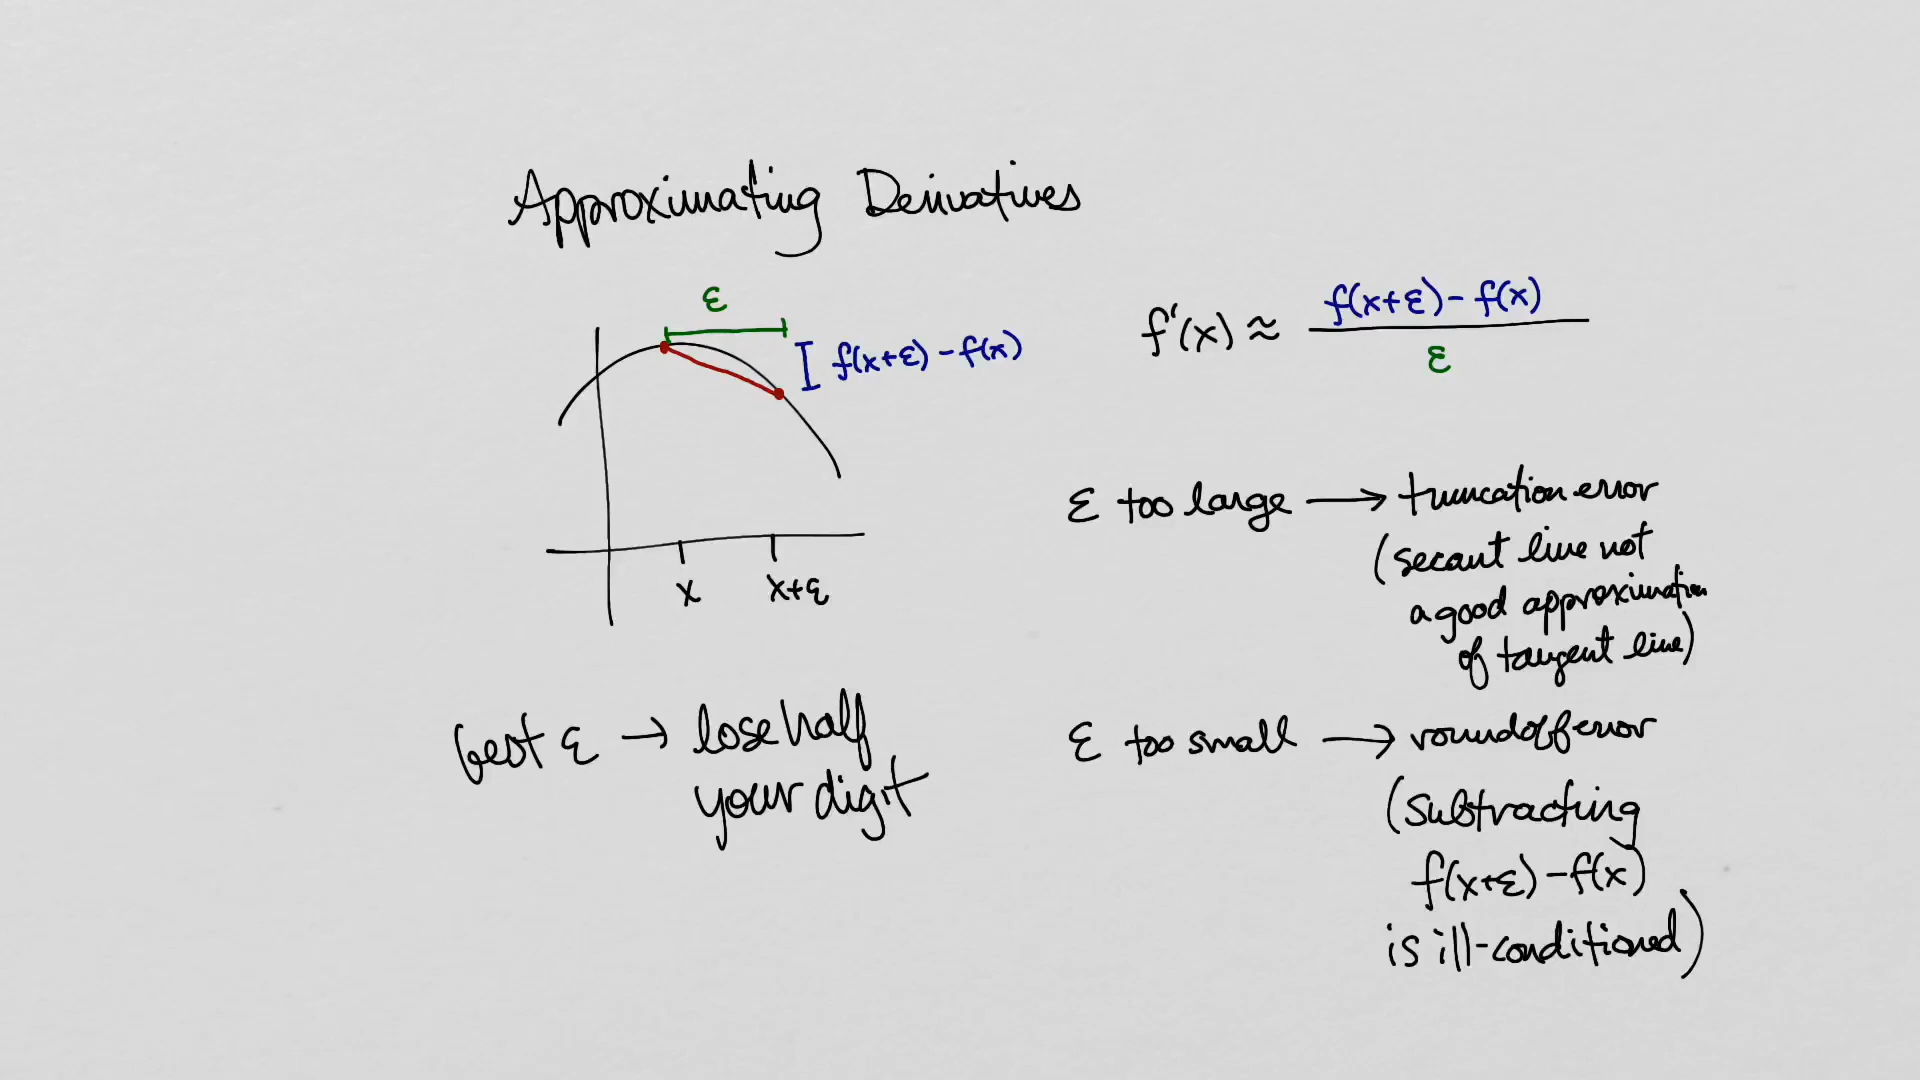 Approximating Derivatives
ε
f(x+ε) - f(x)
x
x+ε
f'(x) ≈ f(x+ε) - f(x)
ε
ε too large → truncation error
(secant line not
a good approximation
of tangent line)
best ε → lose half
your digit
ε too small → roundoff error
(subtracting
f(x+ε) - f(x)
is ill-conditioned)